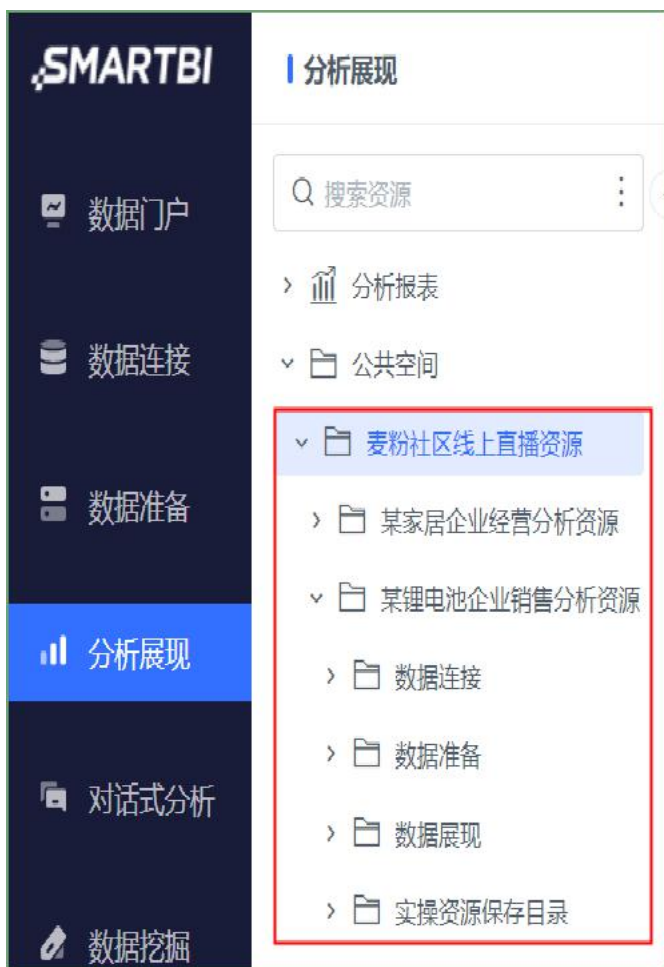 SMARTBI
数据门户
数据连接
数据准备
分析展现
对话式分析
数据挖掘
分析展现
搜索资源
分析报表
公共空间
麦粉社区线上直播资源
某家居企业经营分析资源
某锂电池企业销售分析资源
数据连接
数据准备
数据展现
实操资源保存目录